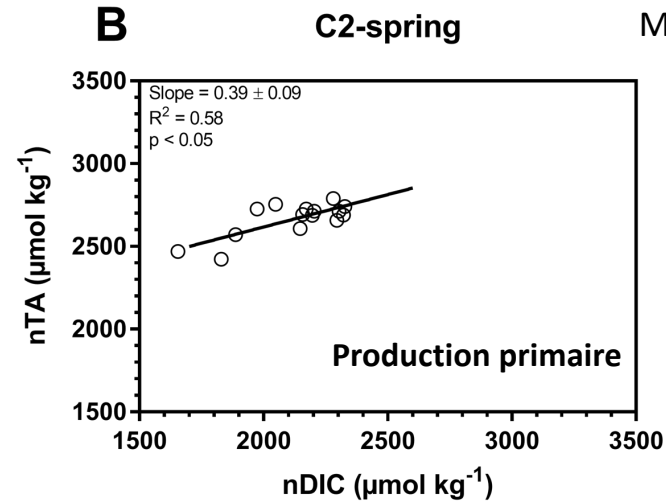 B
C2-spring
M
3500
Slope = 0.39 ± 0.09
R² = 0.58
p < 0.05
3000
2500
2000
1500
nTA (µmol kg⁻¹)
Production primaire
1500 2000 2500 3000 3500
nDIC (µmol kg⁻¹)